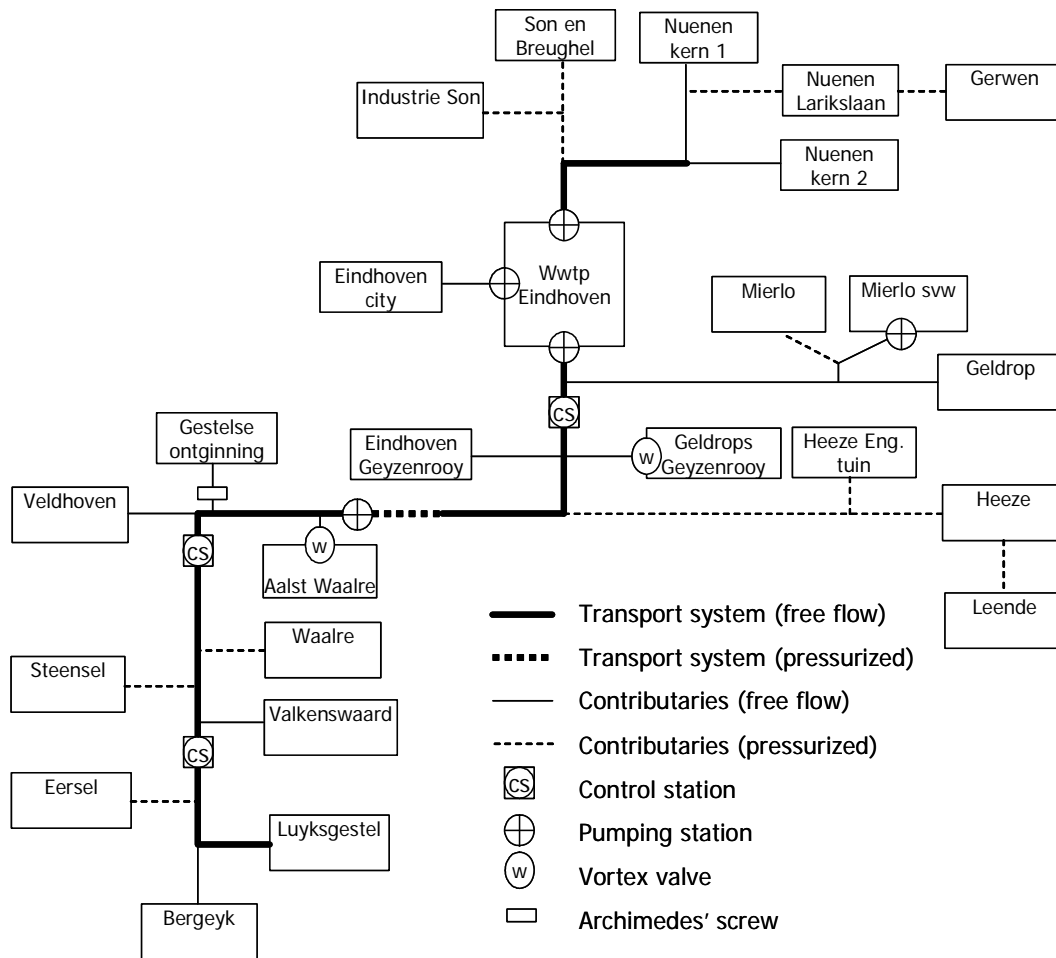 Son en
Breughel
Nuenen
kern 1
Industrie Son
Nuenen
Larikslaan
Gerwen
Nuenen
kern 2
Eindhoven
city
Wwtp
Eindhoven
Mierlo
Mierlo svw
Geldrop
CS
Gestelse
ontginning
Eindhoven
Geyzenrooy
w
Geldrops
Geyzenrooy
Heeze Eng.
tuin
Veldhoven
Heeze
CS
w
Aalst Waalre
Leende
Waalre
Steensel
Valkenswaard
CS
Eersel
Luyksgestel
Bergeyk
Transport system (free flow)
Transport system (pressurized)
Contributaries (free flow)
Contributaries (pressurized)
CS
Control station
Pumping station
w
Vortex valve
Archimedes' screw